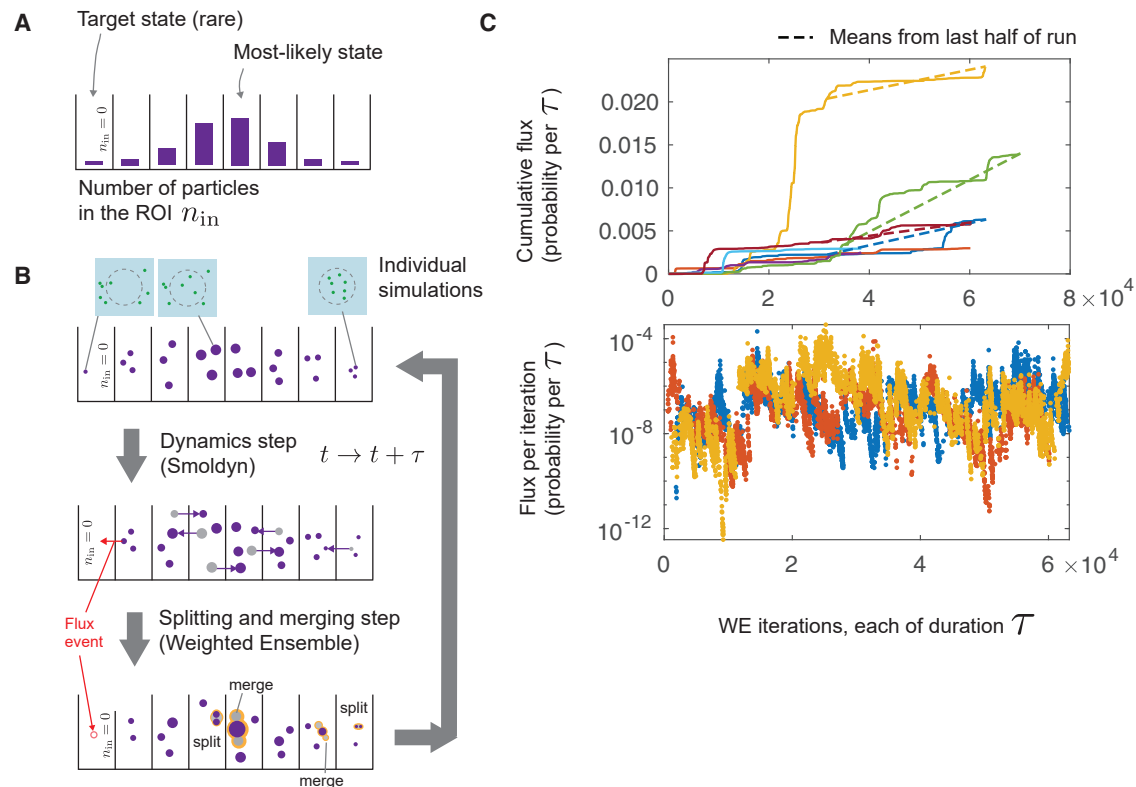 A
Target state (rare)
Most-likely state
n_in = 0
Number of particles
in the ROI n_in
B
Individual
simulations
n_in = 0
Dynamics step
(Smoldyn)
t → t + τ
n_in = 0
Flux
event
Splitting and merging step
(Weighted Ensemble)
merge
split
n_in = 0
split
merge
C
Means from last half of run
Cumulative flux
(probability per τ )
0.020
0.015
0.010
0.005
0
0 2 4 6 8 ×10^4
Flux per iteration
(probability per τ )
10^-4
10^-8
10^-12
0 2 4 6 ×10^4
WE iterations, each of duration τ